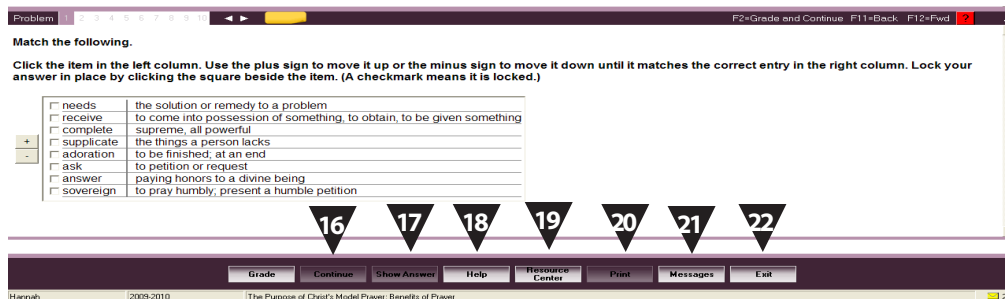 Problem 1 2 3 4 5 6 7 8 9 10 F2=Grade and Continue F11=Back F12=Fwd ?
Match the following.
Click the item in the left column. Use the plus sign to move it up or the minus sign to move it down until it matches the correct entry in the right column. Lock your
answer in place by clicking the square beside the item. (A checkmark means it is locked.)
needs the solution or remedy to a problem
receive to come into possession of something, to obtain, to be given something
complete supreme, all powerful
+ supplicate the things a person lacks
- adoration to be finished; at an end
ask to petition or request
answer paying honors to a divine being
sovereign to pray humbly; present a humble petition
16 17 18 19 20 21 22
Grade Continue Show Answer Help Resource Center Print Messages Exit
Hannah 2009-2010 The Purpose of Christ's Model Prayer: Benefits of Prayer 2